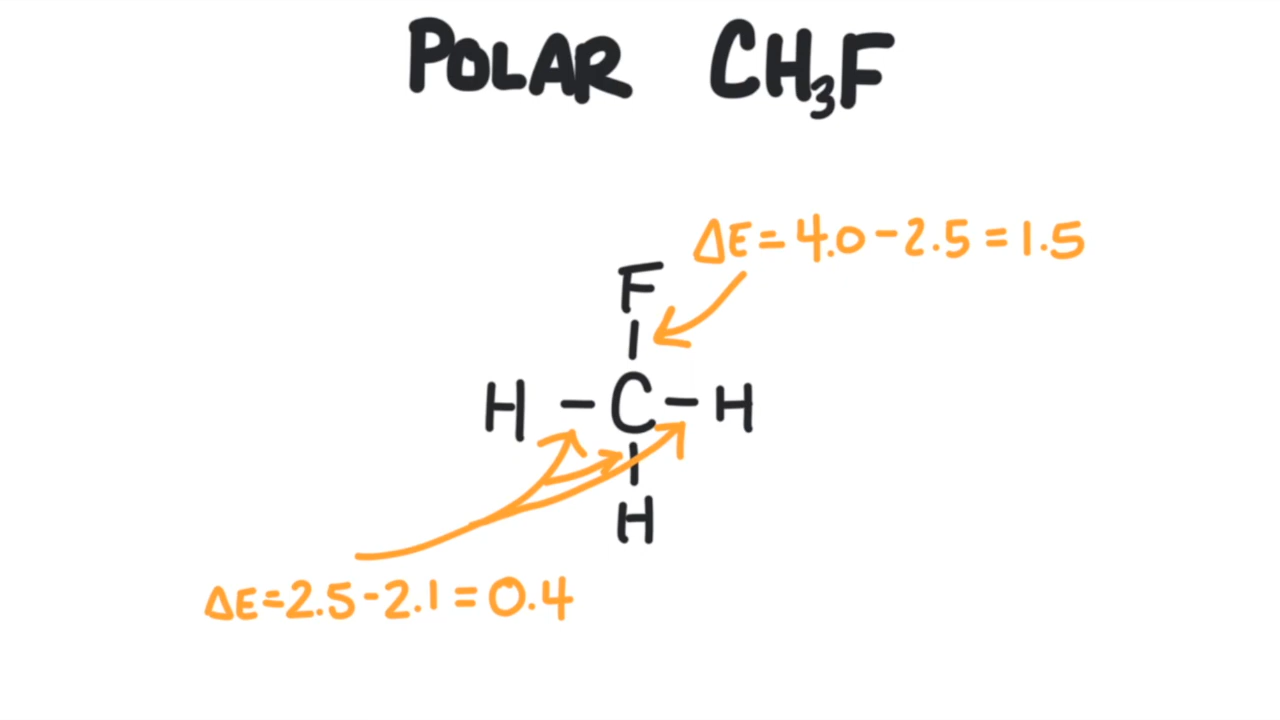 POLAR CH₃F
ΔE = 4.0 - 2.5 = 1.5
F
H - C - H
H
ΔE = 2.5 - 2.1 = 0.4